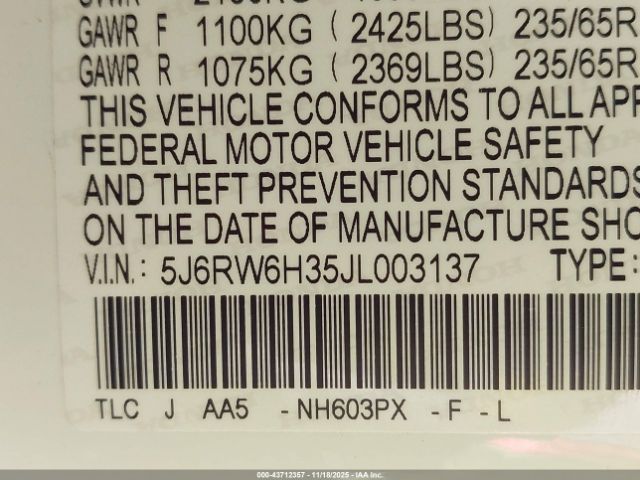 GAWR F 1100KG ( 2425LBS) 235/65R
GAWR R 1075KG ( 2369LBS) 235/65R
THIS VEHICLE CONFORMS TO ALL APP
FEDERAL MOTOR VEHICLE SAFETY
AND THEFT PREVENTION STANDARDS
ON THE DATE OF MANUFACTURE SHO
V.I.N.: 5J6RW6H35JL003137 TYPE:
TLC J AA5 -NH603PX -F-L
000-43712357 - 11/18/2025 - IAA Inc.